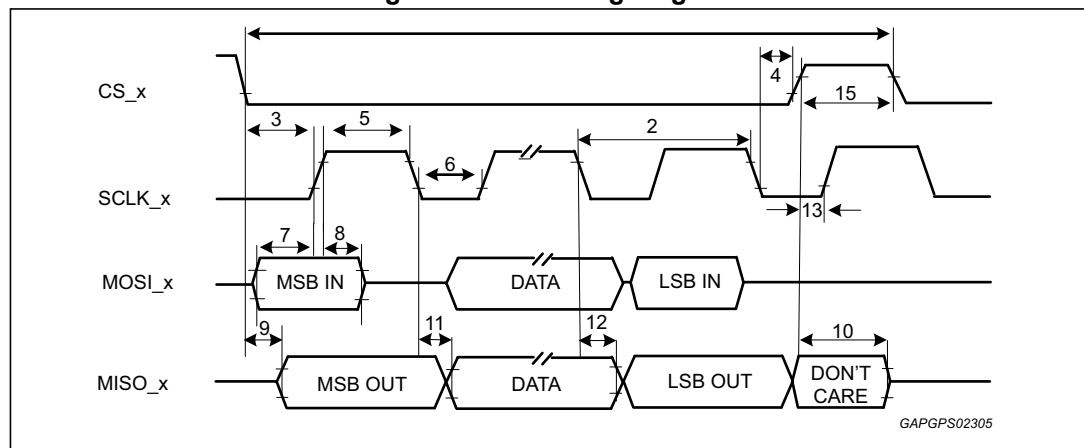 4
CS_x
15
3
5
2
6
SCLK_x
13
7
8
MOSI_x
MSB IN
DATA
LSB IN
9
11
12
10
MISO_x
MSB OUT
DATA
LSB OUT
DON'T
CARE
GAPGPS02305